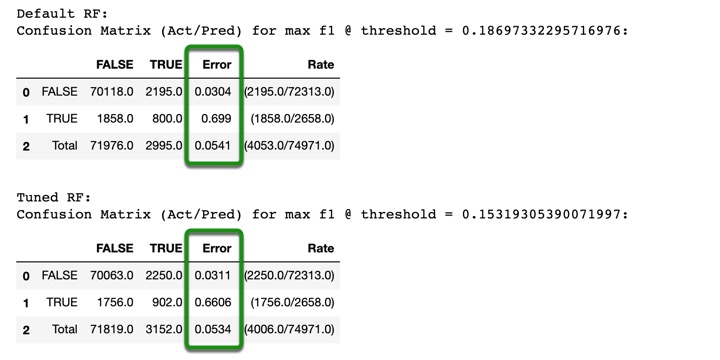 Default RF:
Confusion Matrix (Act/Pred) for max f1 @ threshold = 0.18697332295716976:
FALSE TRUE Error Rate
0 FALSE 70118.0 2195.0 0.0304 (2195.0/72313.0)
1 TRUE 1858.0 800.0 0.699 (1858.0/2658.0)
2 Total 71976.0 2995.0 0.0541 (4053.0/74971.0)
Tuned RF:
Confusion Matrix (Act/Pred) for max f1 @ threshold = 0.15319305390071997:
FALSE TRUE Error Rate
0 FALSE 70063.0 2250.0 0.0311 (2250.0/72313.0)
1 TRUE 1756.0 902.0 0.6606 (1756.0/2658.0)
2 Total 71819.0 3152.0 0.0534 (4006.0/74971.0)